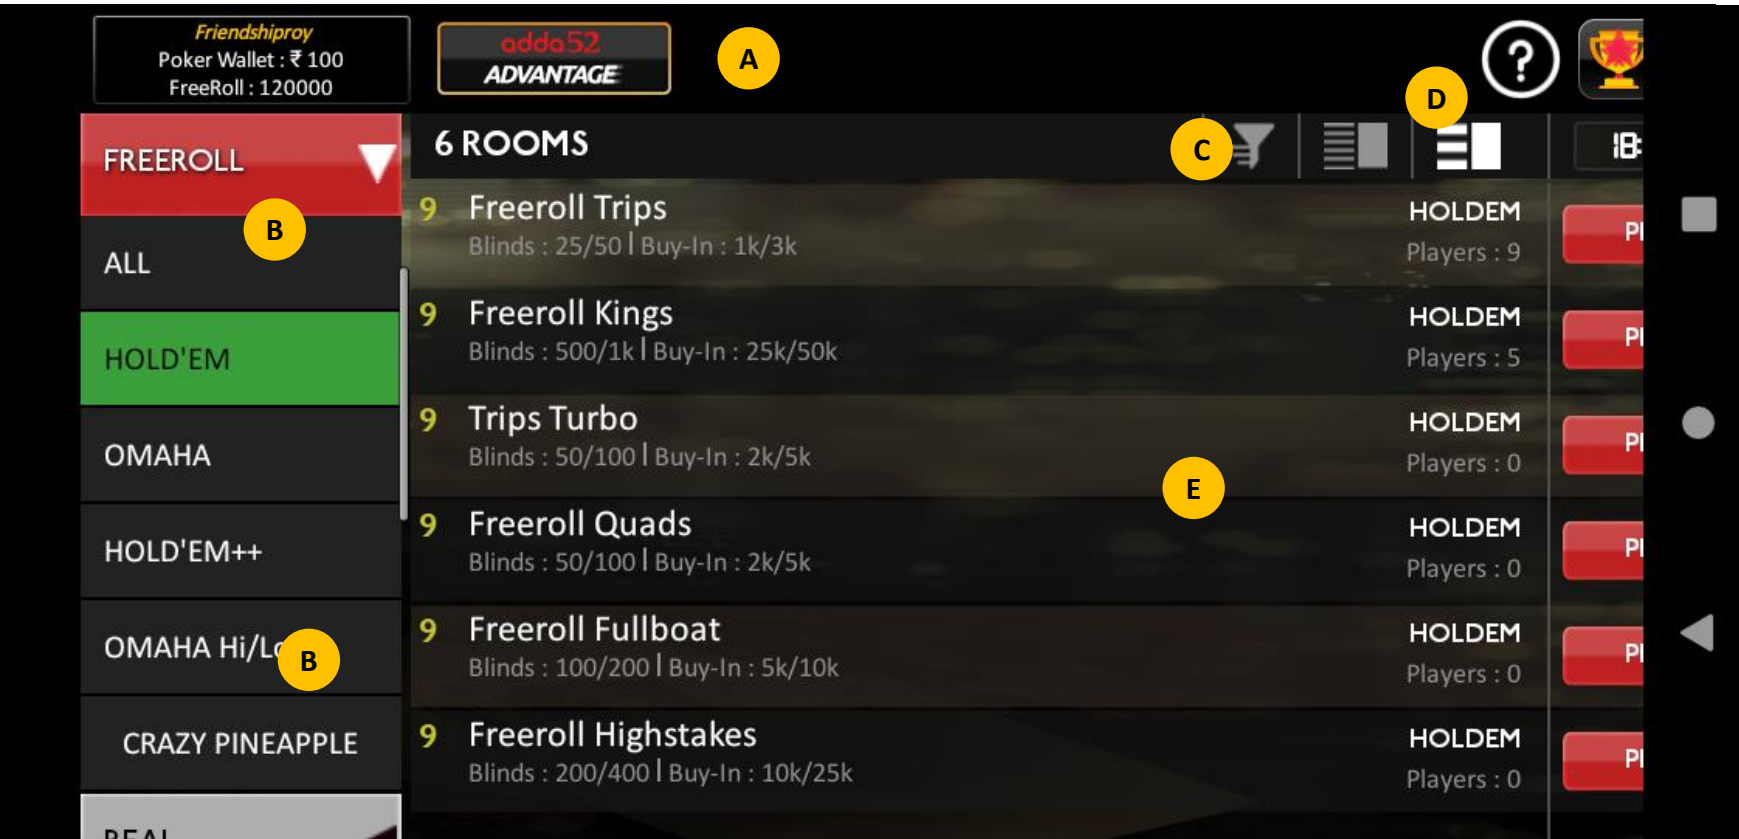 Friendshiproy
Poker Wallet : ₹ 100
FreeRoll : 120000
adda52
ADVANTAGE
A
?
D
FREEROLL
6 ROOMS
C
18:
B
ALL
HOLD'EM
OMAHA
HOLD'EM++
OMAHA Hi/Lo
B
CRAZY PINEAPPLE
REAL
9 Freeroll Trips HOLDEM
Blinds : 25/50 | Buy-In : 1k/3k Players : 9
9 Freeroll Kings HOLDEM
Blinds : 500/1k | Buy-In : 25k/50k Players : 5
9 Trips Turbo HOLDEM
Blinds : 50/100 | Buy-In : 2k/5k Players : 0
E
9 Freeroll Quads HOLDEM
Blinds : 50/100 | Buy-In : 2k/5k Players : 0
9 Freeroll Fullboat HOLDEM
Blinds : 100/200 | Buy-In : 5k/10k Players : 0
9 Freeroll Highstakes HOLDEM
Blinds : 200/400 | Buy-In : 10k/25k Players : 0